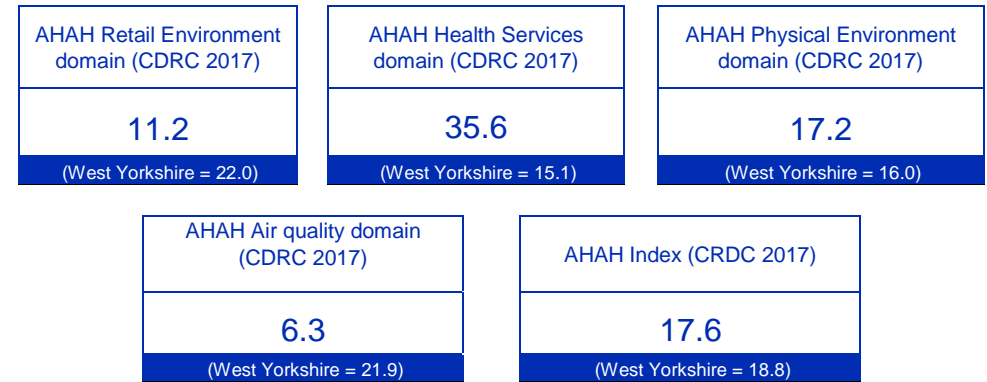 AHAH Retail Environment
domain (CDRC 2017)
11.2
(West Yorkshire = 22.0)
AHAH Health Services
domain (CDRC 2017)
35.6
(West Yorkshire = 15.1)
AHAH Physical Environment
domain (CDRC 2017)
17.2
(West Yorkshire = 16.0)
AHAH Air quality domain
(CDRC 2017)
6.3
(West Yorkshire = 21.9)
AHAH Index (CRDC 2017)
17.6
(West Yorkshire = 18.8)